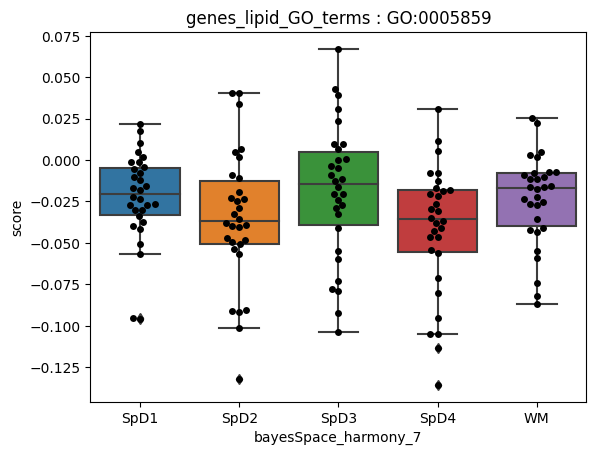 genes_lipid_GO_terms : GO:0005859
0.075
0.050
0.025
0.000
−0.025
−0.050
−0.075
−0.100
−0.125
score
SpD1 SpD2 SpD3 SpD4 WM
bayesSpace_harmony_7